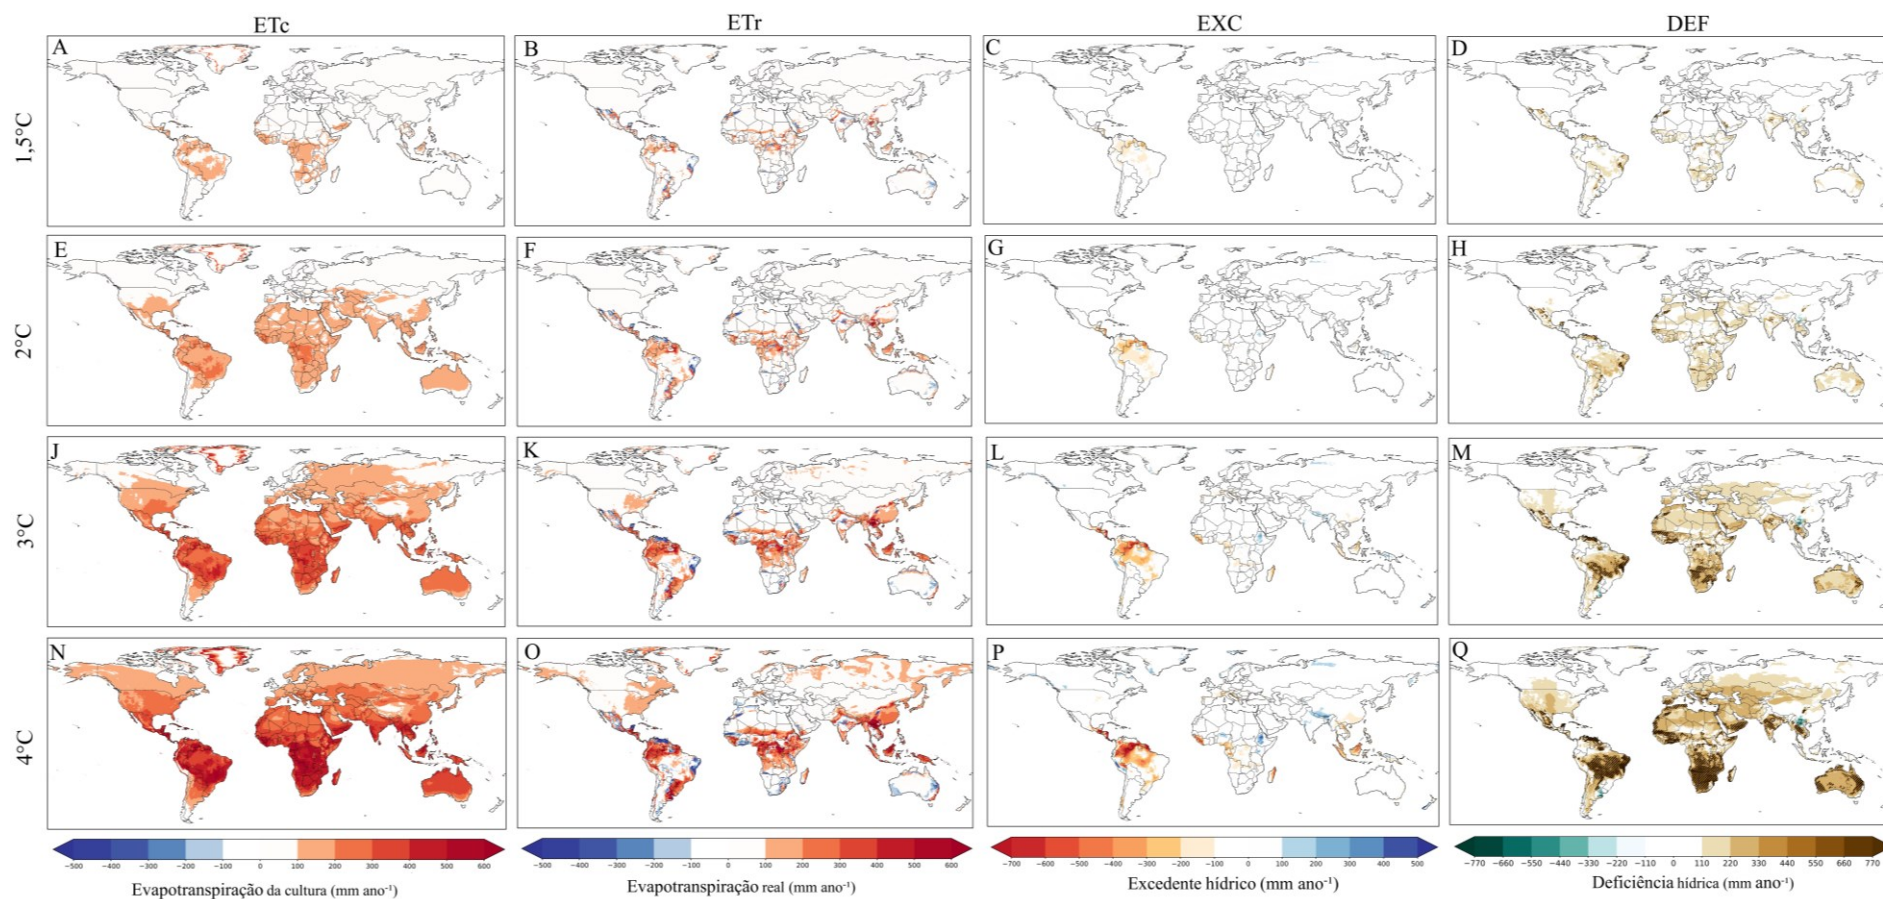 ETc ETr EXC DEF
1,5°C
A B C D
2°C
E F G H
3°C
J K L M
4°C
N O P Q
−500 −400 −300 −200 −100 0 100 200 300 400 500 600
−500 −400 −300 −200 −100 0 100 200 300 400 600
−700 −600 −500 −400 −300 −200 −100 0 100 200 300 400 500
−770 −660 −550 −440 −330 −220 −110 0 110 220 330 440 550 660 770
Evapotranspiração da cultura (mm ano⁻¹)
Evapotranspiração real (mm ano⁻¹)
Excedente hídrico (mm ano⁻¹)
Deficiência hídrica (mm ano⁻¹)